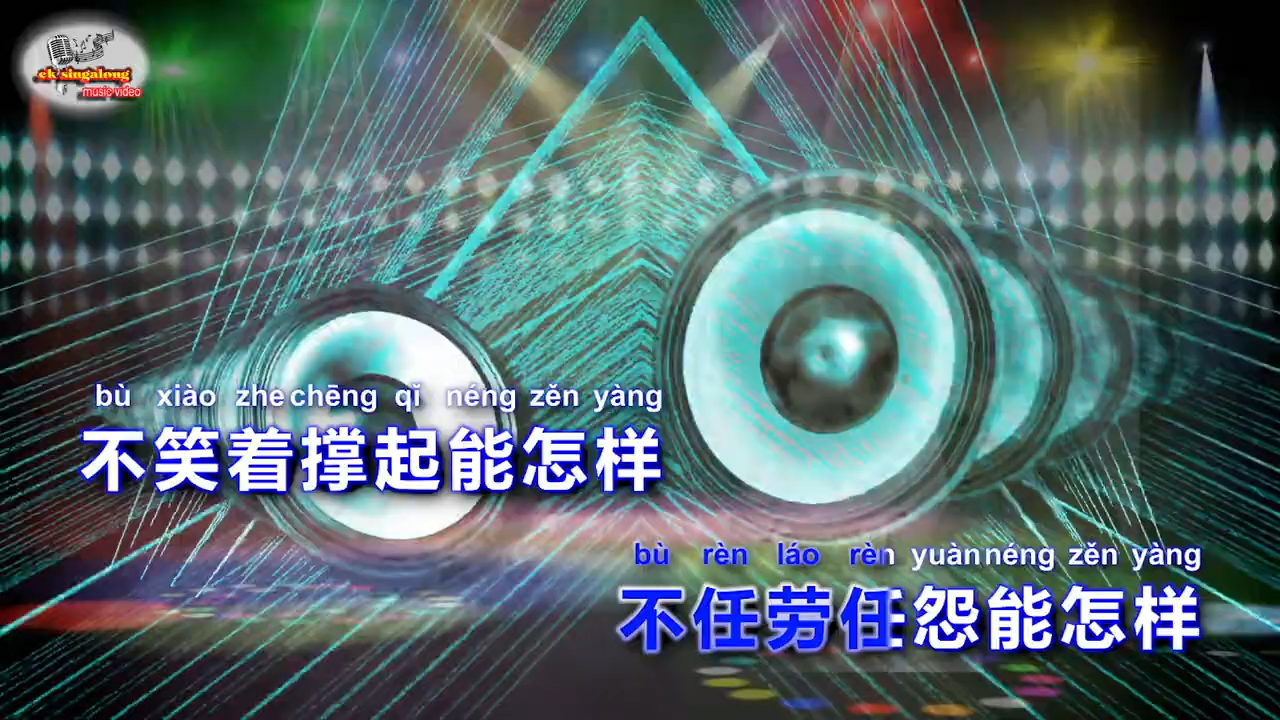 ek singalong
music video
bù xiào zhe chēng qǐ néng zěn yàng
不笑着撑起能怎样
bù rèn láo rèn yuàn néng zěn yàng
不任劳任怨能怎样